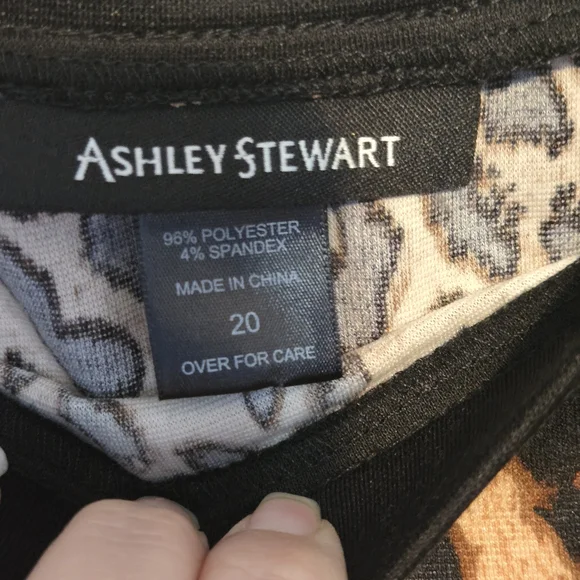 ASHLEY STEWART
96% POLYESTER
4% SPANDEX
MADE IN CHINA
20
OVER FOR CARE